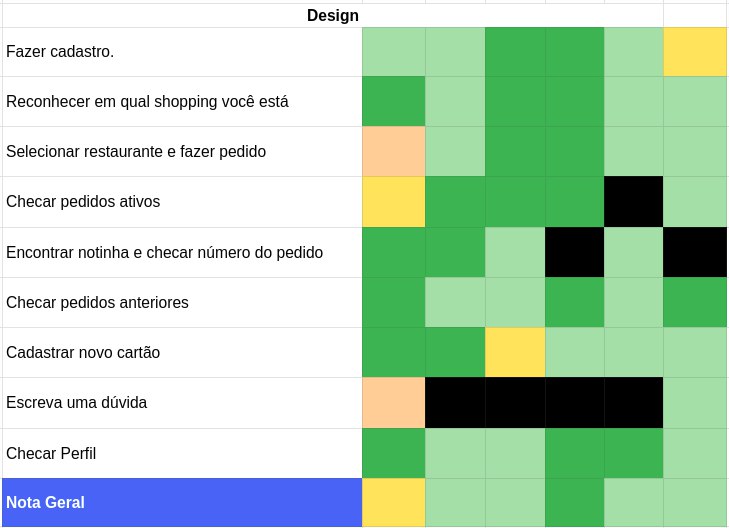 Design
Fazer cadastro.
Reconhecer em qual shopping você está
Selecionar restaurante e fazer pedido
Checar pedidos ativos
Encontrar notinha e checar número do pedido
Checar pedidos anteriores
Cadastrar novo cartão
Escreva uma dúvida
Checar Perfil
Nota Geral